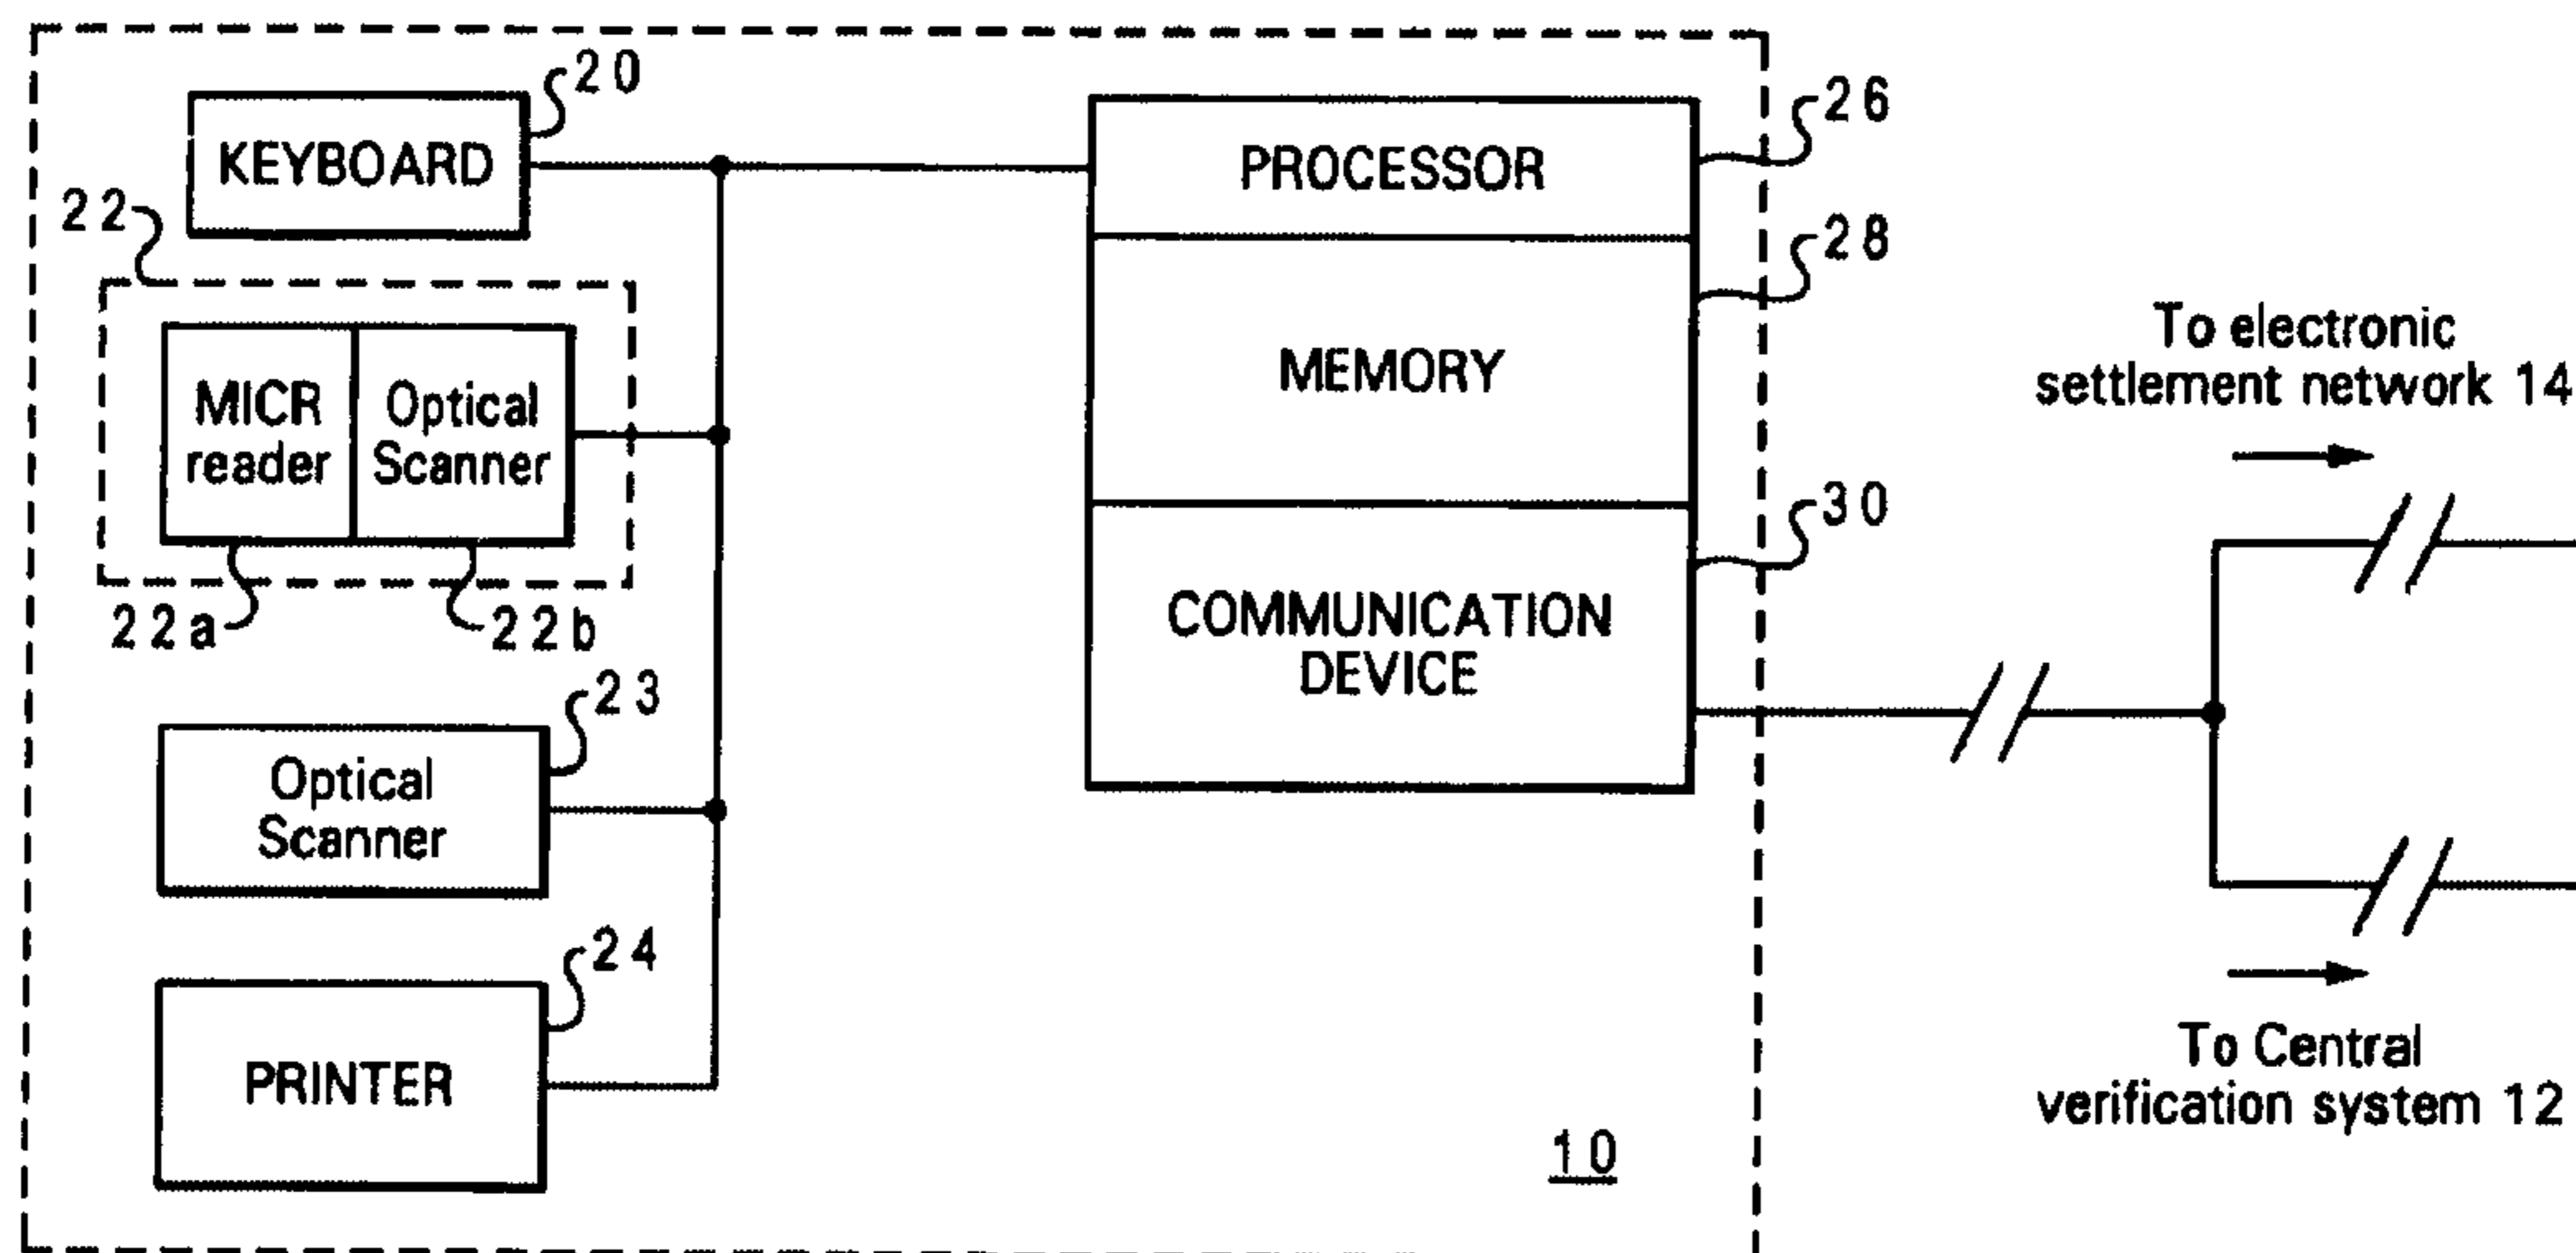 20
KEYBOARD
22
MICR
reader
Optical
Scanner
22a
22b
23
Optical
Scanner
24
PRINTER
PROCESSOR
26
MEMORY
28
COMMUNICATION
DEVICE
30
10
To electronic
settlement network 14
To Central
verification system 12